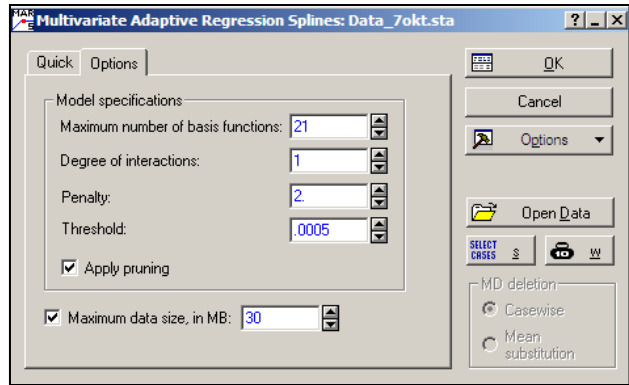 Multivariate Adaptive Regression Splines: Data_7okt.sta
Quick Options
Model specifications
Maximum number of basis functions: 21
Degree of interactions: 1
Penalty: 2.
Threshold: .0005
Apply pruning
Maximum data size, in MB: 30
OK
Cancel
Options
Open Data
SELECT CASES S W
MD deletion
Casewise
Mean substitution